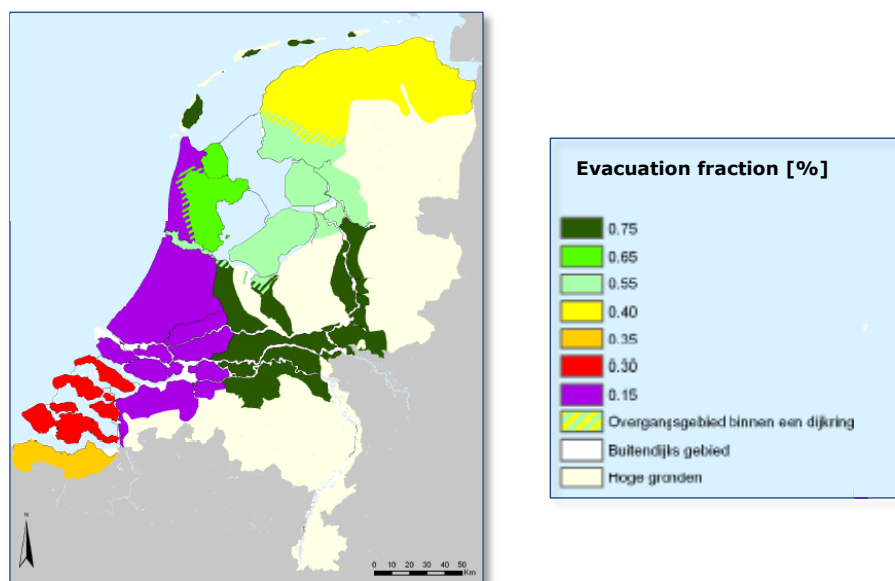 N
0 10 20 30 40 50
Km
Evacuation fraction [%]
0.75
0.65
0.55
0.40
0.35
0.30
0.15
Overgangsgebied binnen een dijkring
Buitendijks gebied
Hoge gronden